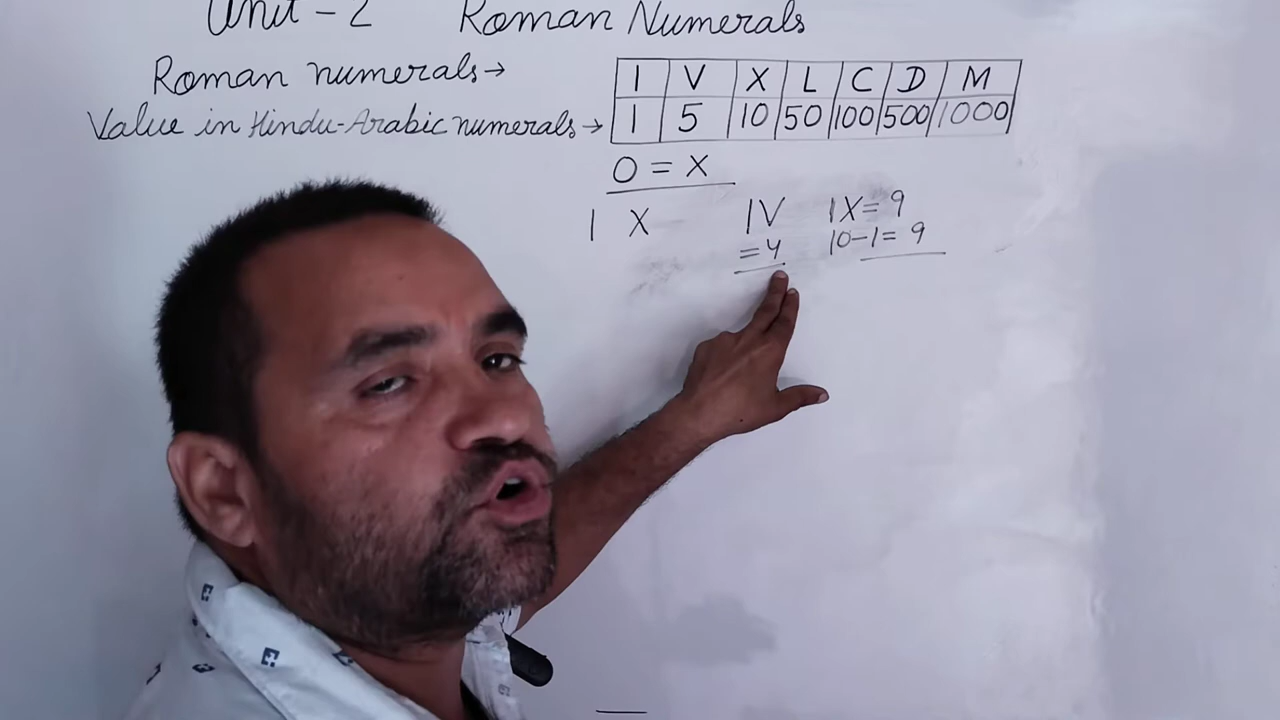 Unit - 2 Roman Numerals
Roman numerals → I V X L C D M
Value in Hindu-Arabic numerals → 1 5 10 50 100 500 1000
0 = X
I X IV IX = 9
= 4 10-1 = 9